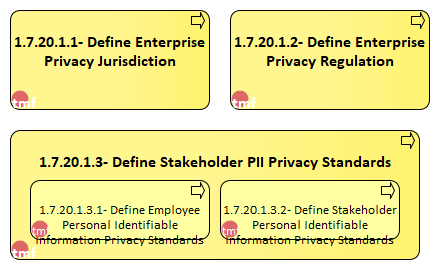 1.7.20.1.1- Define Enterprise
Privacy Jurisdiction
tmf
1.7.20.1.2- Define Enterprise
Privacy Regulation
tmf
1.7.20.1.3- Define Stakeholder PII Privacy Standards
1.7.20.1.3.1- Define Employee
Personal Identifiable
Information Privacy Standards
tmf
1.7.20.1.3.2- Define Stakeholder
Personal Identifiable
Information Privacy Standards
tmf
tmf